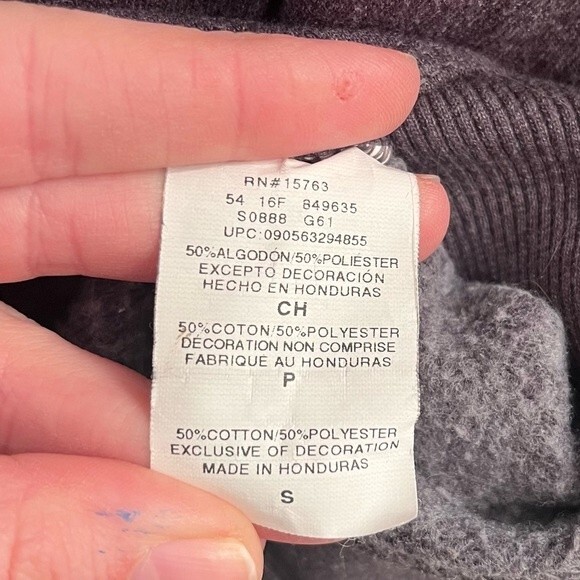 RN#15763
54 16F 849635
S0888 G61
UPC:090563294855
50%ALGODÓN/50%POLIÉSTER
EXCEPTO DECORACIÓN
HECHO EN HONDURAS
CH
50%COTON/50%POLYESTER
DÉCORATION NON COMPRISE
FABRIQUE AU HONDURAS
P
50%COTTON/50%POLYESTER
EXCLUSIVE OF DECORATION
MADE IN HONDURAS
S